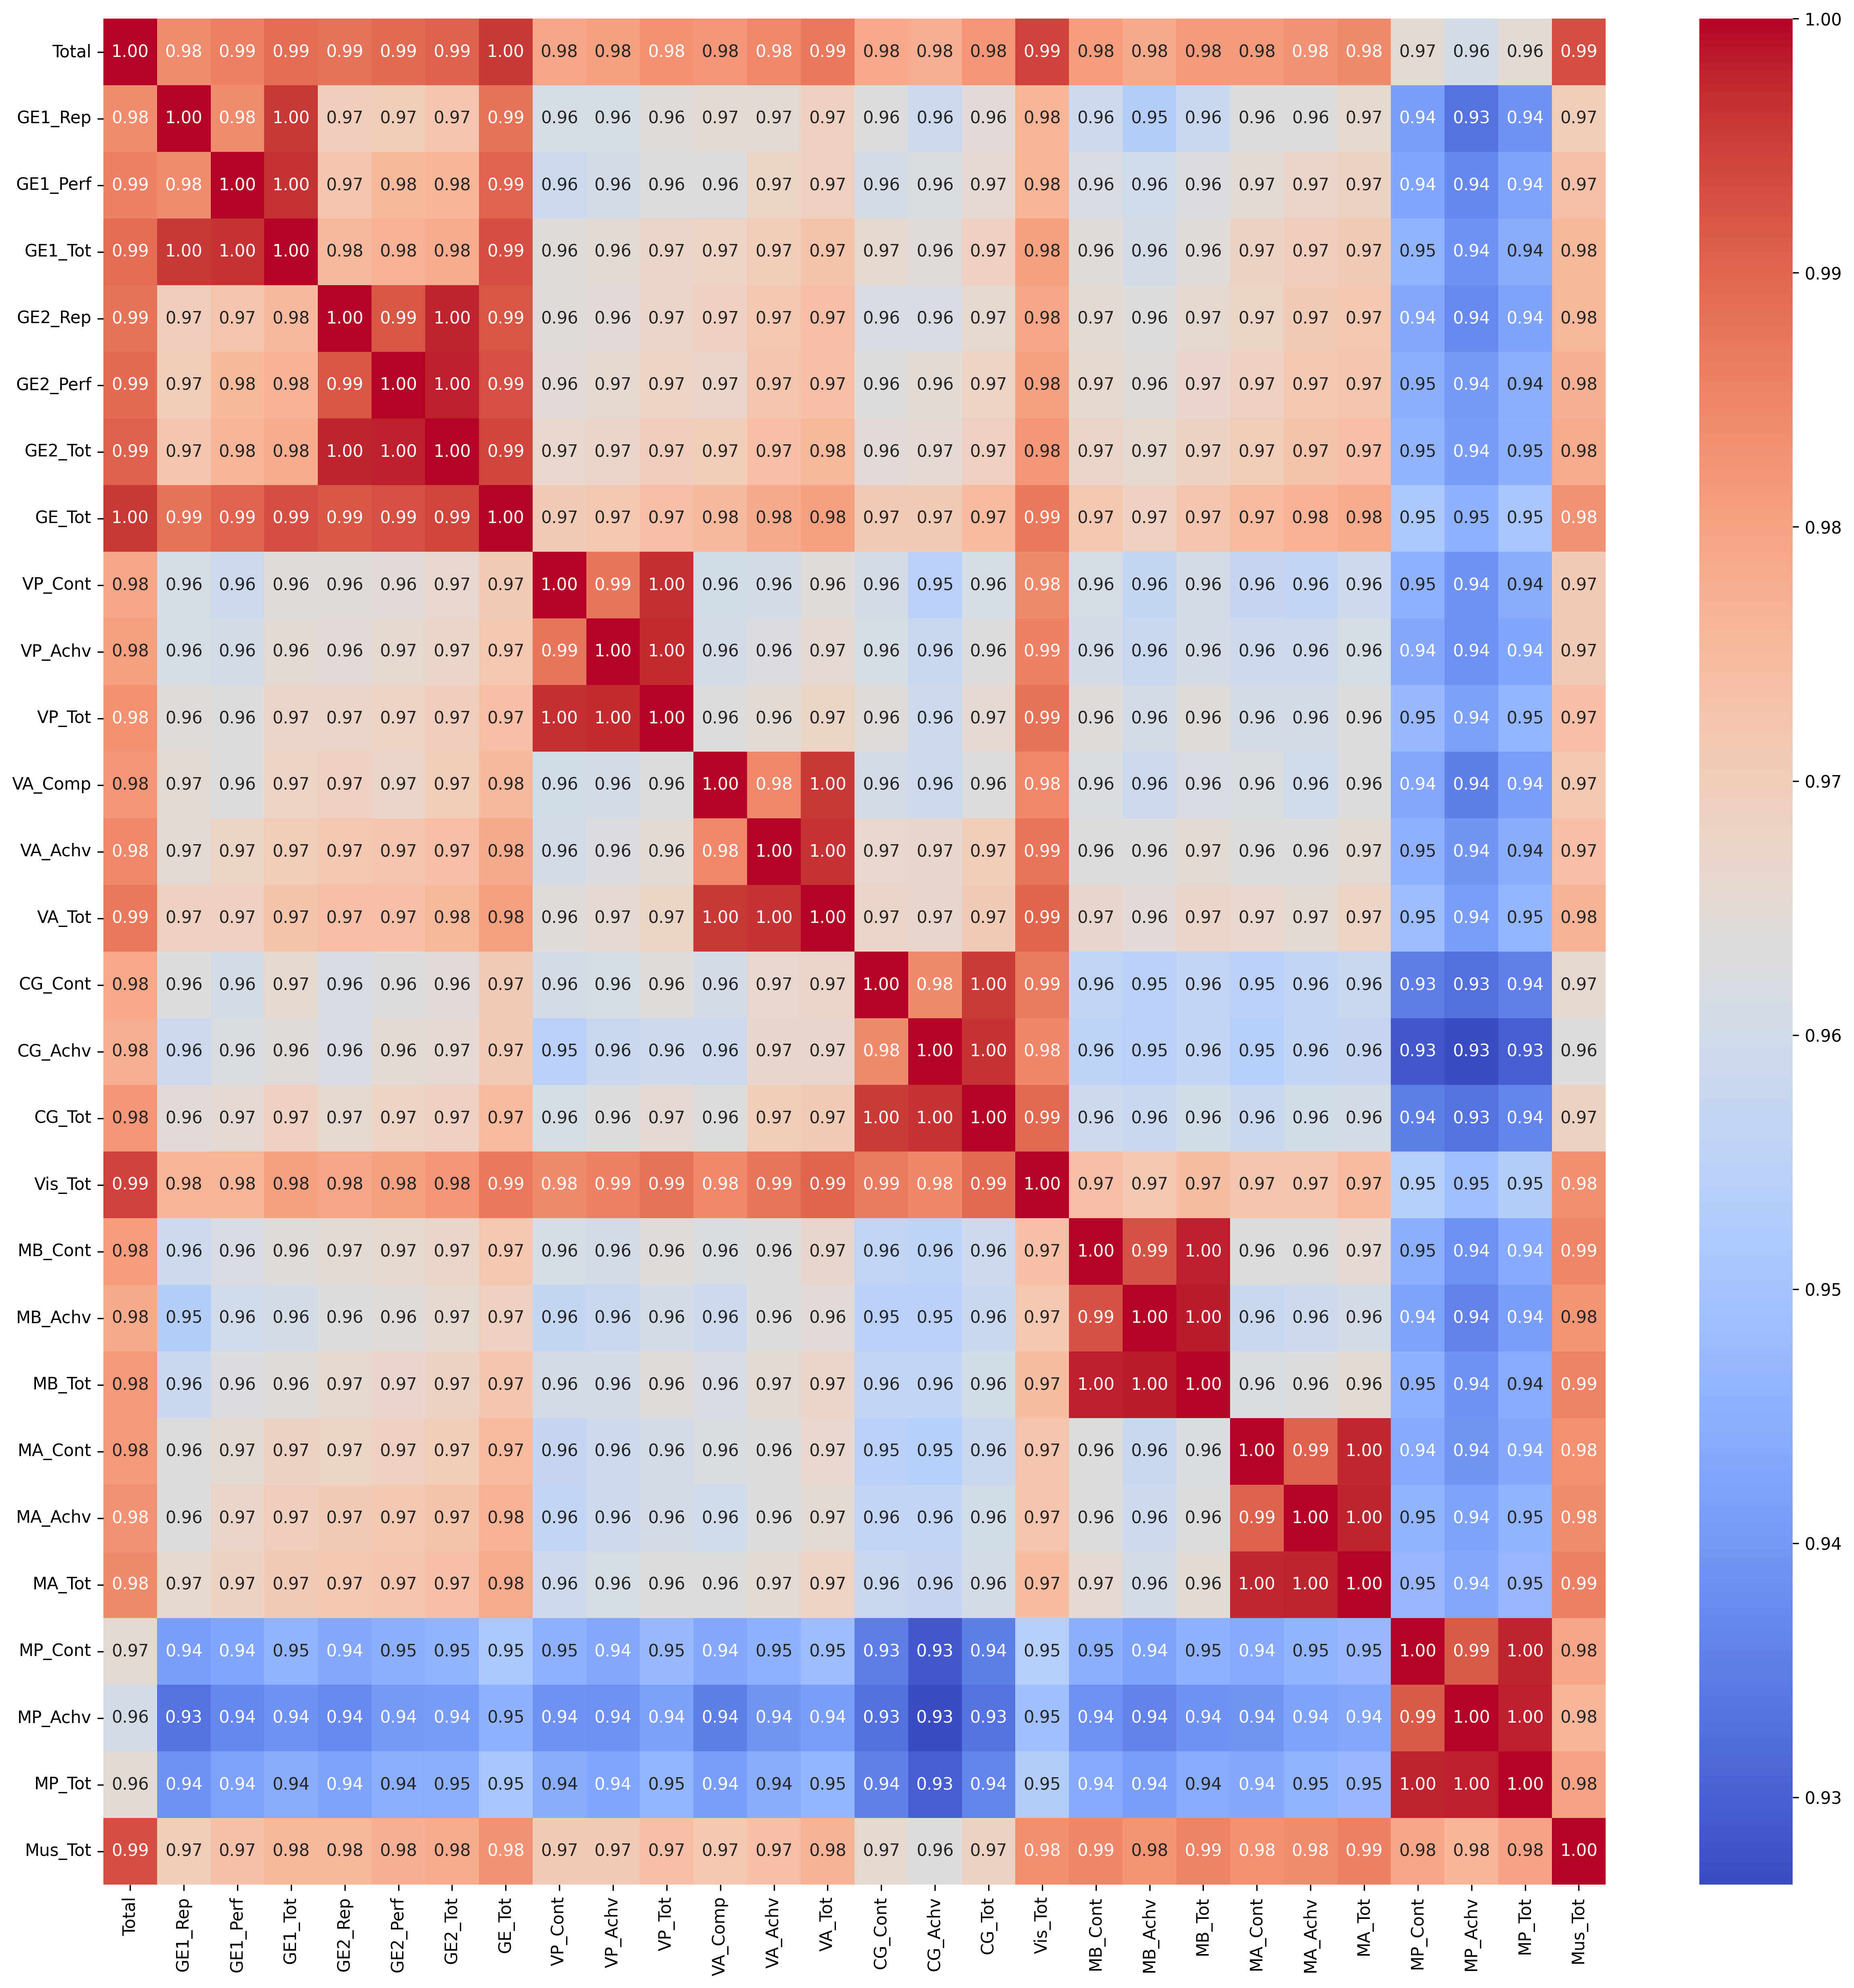 Total 1.00 0.98 0.99 0.99 0.99 0.99 0.99 1.00 0.98 0.98 0.98 0.98 0.98 0.99 0.98 0.98 0.98 0.99 0.98 0.98 0.98 0.98 0.98 0.98 0.97 0.96 0.96 0.99 1.00
GE1_Rep 0.98 1.00 0.98 1.00 0.97 0.97 0.97 0.99 0.96 0.96 0.96 0.97 0.97 0.97 0.96 0.96 0.96 0.98 0.96 0.95 0.96 0.96 0.96 0.97 0.94 0.93 0.94 0.97
GE1_Perf 0.99 0.98 1.00 1.00 0.97 0.98 0.98 0.99 0.96 0.96 0.96 0.96 0.97 0.97 0.96 0.96 0.97 0.98 0.96 0.96 0.96 0.97 0.97 0.97 0.94 0.94 0.94 0.97
GE1_Tot 0.99 1.00 1.00 1.00 0.98 0.98 0.98 0.99 0.96 0.96 0.97 0.97 0.97 0.97 0.97 0.96 0.97 0.98 0.96 0.96 0.96 0.97 0.97 0.97 0.95 0.94 0.94 0.98
0.99
GE2_Rep 0.99 0.97 0.97 0.98 1.00 0.99 1.00 0.99 0.96 0.96 0.97 0.97 0.97 0.97 0.96 0.96 0.97 0.98 0.97 0.96 0.97 0.97 0.97 0.97 0.94 0.94 0.94 0.98
GE2_Perf 0.99 0.97 0.98 0.98 0.99 1.00 1.00 0.99 0.96 0.97 0.97 0.97 0.97 0.97 0.96 0.96 0.97 0.98 0.97 0.96 0.97 0.97 0.97 0.97 0.95 0.94 0.94 0.98
GE2_Tot 0.99 0.97 0.98 0.98 1.00 1.00 1.00 0.99 0.97 0.97 0.97 0.97 0.97 0.98 0.96 0.97 0.97 0.98 0.97 0.97 0.97 0.97 0.97 0.97 0.95 0.94 0.95 0.98
GE_Tot 1.00 0.99 0.99 0.99 0.99 0.99 0.99 1.00 0.97 0.97 0.97 0.98 0.98 0.98 0.97 0.97 0.97 0.99 0.97 0.97 0.97 0.97 0.98 0.98 0.95 0.95 0.95 0.98
0.98
VP_Cont 0.98 0.96 0.96 0.96 0.96 0.96 0.97 0.97 1.00 0.99 1.00 0.96 0.96 0.96 0.96 0.95 0.96 0.98 0.96 0.96 0.96 0.96 0.96 0.96 0.95 0.94 0.94 0.97
VP_Achv 0.98 0.96 0.96 0.96 0.96 0.97 0.97 0.97 0.99 1.00 1.00 0.96 0.96 0.97 0.96 0.96 0.96 0.99 0.96 0.96 0.96 0.96 0.96 0.96 0.94 0.94 0.94 0.97
VP_Tot 0.98 0.96 0.96 0.97 0.97 0.97 0.97 0.97 1.00 1.00 1.00 0.96 0.96 0.97 0.96 0.96 0.97 0.99 0.96 0.96 0.96 0.96 0.96 0.96 0.95 0.94 0.95 0.97
VA_Comp 0.98 0.97 0.96 0.97 0.97 0.97 0.97 0.98 0.96 0.96 0.96 1.00 0.98 1.00 0.96 0.96 0.96 0.98 0.96 0.96 0.96 0.96 0.96 0.96 0.94 0.94 0.94 0.97
0.97
VA_Achv 0.98 0.97 0.97 0.97 0.97 0.97 0.97 0.98 0.96 0.96 0.96 0.98 1.00 1.00 0.97 0.97 0.97 0.99 0.96 0.96 0.97 0.96 0.96 0.97 0.95 0.94 0.94 0.97
VA_Tot 0.99 0.97 0.97 0.97 0.97 0.97 0.98 0.98 0.96 0.97 0.97 1.00 1.00 1.00 0.97 0.97 0.97 0.99 0.97 0.96 0.97 0.97 0.97 0.97 0.95 0.94 0.95 0.98
CG_Cont 0.98 0.96 0.96 0.97 0.96 0.96 0.96 0.97 0.96 0.96 0.96 0.96 0.97 0.97 1.00 0.98 1.00 0.99 0.96 0.95 0.96 0.95 0.96 0.96 0.93 0.93 0.94 0.97
CG_Achv 0.98 0.96 0.96 0.96 0.96 0.96 0.97 0.97 0.95 0.96 0.96 0.96 0.97 0.97 0.98 1.00 1.00 0.98 0.96 0.95 0.96 0.95 0.96 0.96 0.93 0.93 0.93 0.96
0.96
CG_Tot 0.98 0.96 0.97 0.97 0.97 0.97 0.97 0.97 0.96 0.96 0.97 0.96 0.97 0.97 1.00 1.00 1.00 0.99 0.96 0.96 0.96 0.96 0.96 0.96 0.94 0.93 0.94 0.97
Vis_Tot 0.99 0.98 0.98 0.98 0.98 0.98 0.98 0.99 0.98 0.99 0.99 0.98 0.99 0.99 0.99 0.98 0.99 1.00 0.97 0.97 0.97 0.97 0.97 0.97 0.95 0.95 0.95 0.98
MB_Cont 0.98 0.96 0.96 0.96 0.97 0.97 0.97 0.97 0.96 0.96 0.96 0.96 0.96 0.97 0.96 0.96 0.96 0.97 1.00 0.99 1.00 0.96 0.96 0.97 0.95 0.94 0.94 0.99
0.95
MB_Achv 0.98 0.95 0.96 0.96 0.96 0.96 0.97 0.97 0.96 0.96 0.96 0.96 0.96 0.96 0.95 0.95 0.96 0.97 0.99 1.00 1.00 0.96 0.96 0.96 0.94 0.94 0.94 0.98
MB_Tot 0.98 0.96 0.96 0.96 0.97 0.97 0.97 0.97 0.96 0.96 0.96 0.96 0.97 0.97 0.96 0.96 0.96 0.97 1.00 1.00 1.00 0.96 0.96 0.96 0.95 0.94 0.94 0.99
MA_Cont 0.98 0.96 0.97 0.97 0.97 0.97 0.97 0.97 0.96 0.96 0.96 0.96 0.96 0.97 0.95 0.95 0.96 0.97 0.96 0.96 0.96 1.00 0.99 1.00 0.94 0.94 0.94 0.98
MA_Achv 0.98 0.96 0.97 0.97 0.97 0.97 0.97 0.98 0.96 0.96 0.96 0.96 0.96 0.97 0.96 0.96 0.96 0.97 0.96 0.96 0.96 0.99 1.00 1.00 0.95 0.94 0.95 0.98
0.94
MA_Tot 0.98 0.97 0.97 0.97 0.97 0.97 0.97 0.98 0.96 0.96 0.96 0.96 0.97 0.97 0.96 0.96 0.96 0.97 0.97 0.96 0.96 1.00 1.00 1.00 0.95 0.94 0.95 0.99
MP_Cont 0.97 0.94 0.94 0.95 0.94 0.95 0.95 0.95 0.95 0.94 0.95 0.94 0.95 0.95 0.93 0.93 0.94 0.95 0.95 0.94 0.95 0.94 0.95 0.95 1.00 0.99 1.00 0.98
MP_Achv 0.96 0.93 0.94 0.94 0.94 0.94 0.94 0.95 0.94 0.94 0.94 0.94 0.94 0.94 0.93 0.93 0.93 0.95 0.94 0.94 0.94 0.94 0.94 0.94 0.99 1.00 1.00 0.98
MP_Tot 0.96 0.94 0.94 0.94 0.94 0.94 0.95 0.95 0.94 0.94 0.95 0.94 0.94 0.95 0.94 0.93 0.94 0.95 0.94 0.94 0.94 0.94 0.95 0.95 1.00 1.00 1.00 0.98
0.93
Mus_Tot 0.99 0.97 0.97 0.98 0.98 0.98 0.98 0.98 0.97 0.97 0.97 0.97 0.97 0.98 0.97 0.96 0.97 0.98 0.99 0.98 0.99 0.98 0.98 0.99 0.98 0.98 0.98 1.00
Total GE1_Rep GE1_Perf GE1_Tot GE2_Rep GE2_Perf GE2_Tot GE_Tot VP_Cont VP_Achv VP_Tot VA_Comp VA_Achv VA_Tot CG_Cont CG_Achv CG_Tot Vis_Tot MB_Cont MB_Achv MB_Tot MA_Cont MA_Achv MA_Tot MP_Cont MP_Achv MP_Tot Mus_Tot